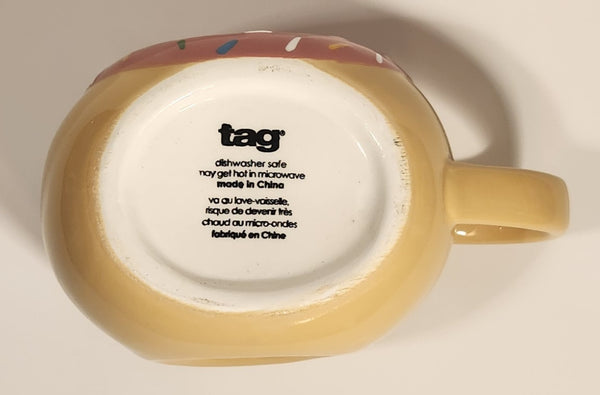 tag®
dishwasher safe
may get hot in microwave
made in China
va au lave-vaisselle,
risque de devenir très
chaud au micro-ondes
fabriqué en Chine